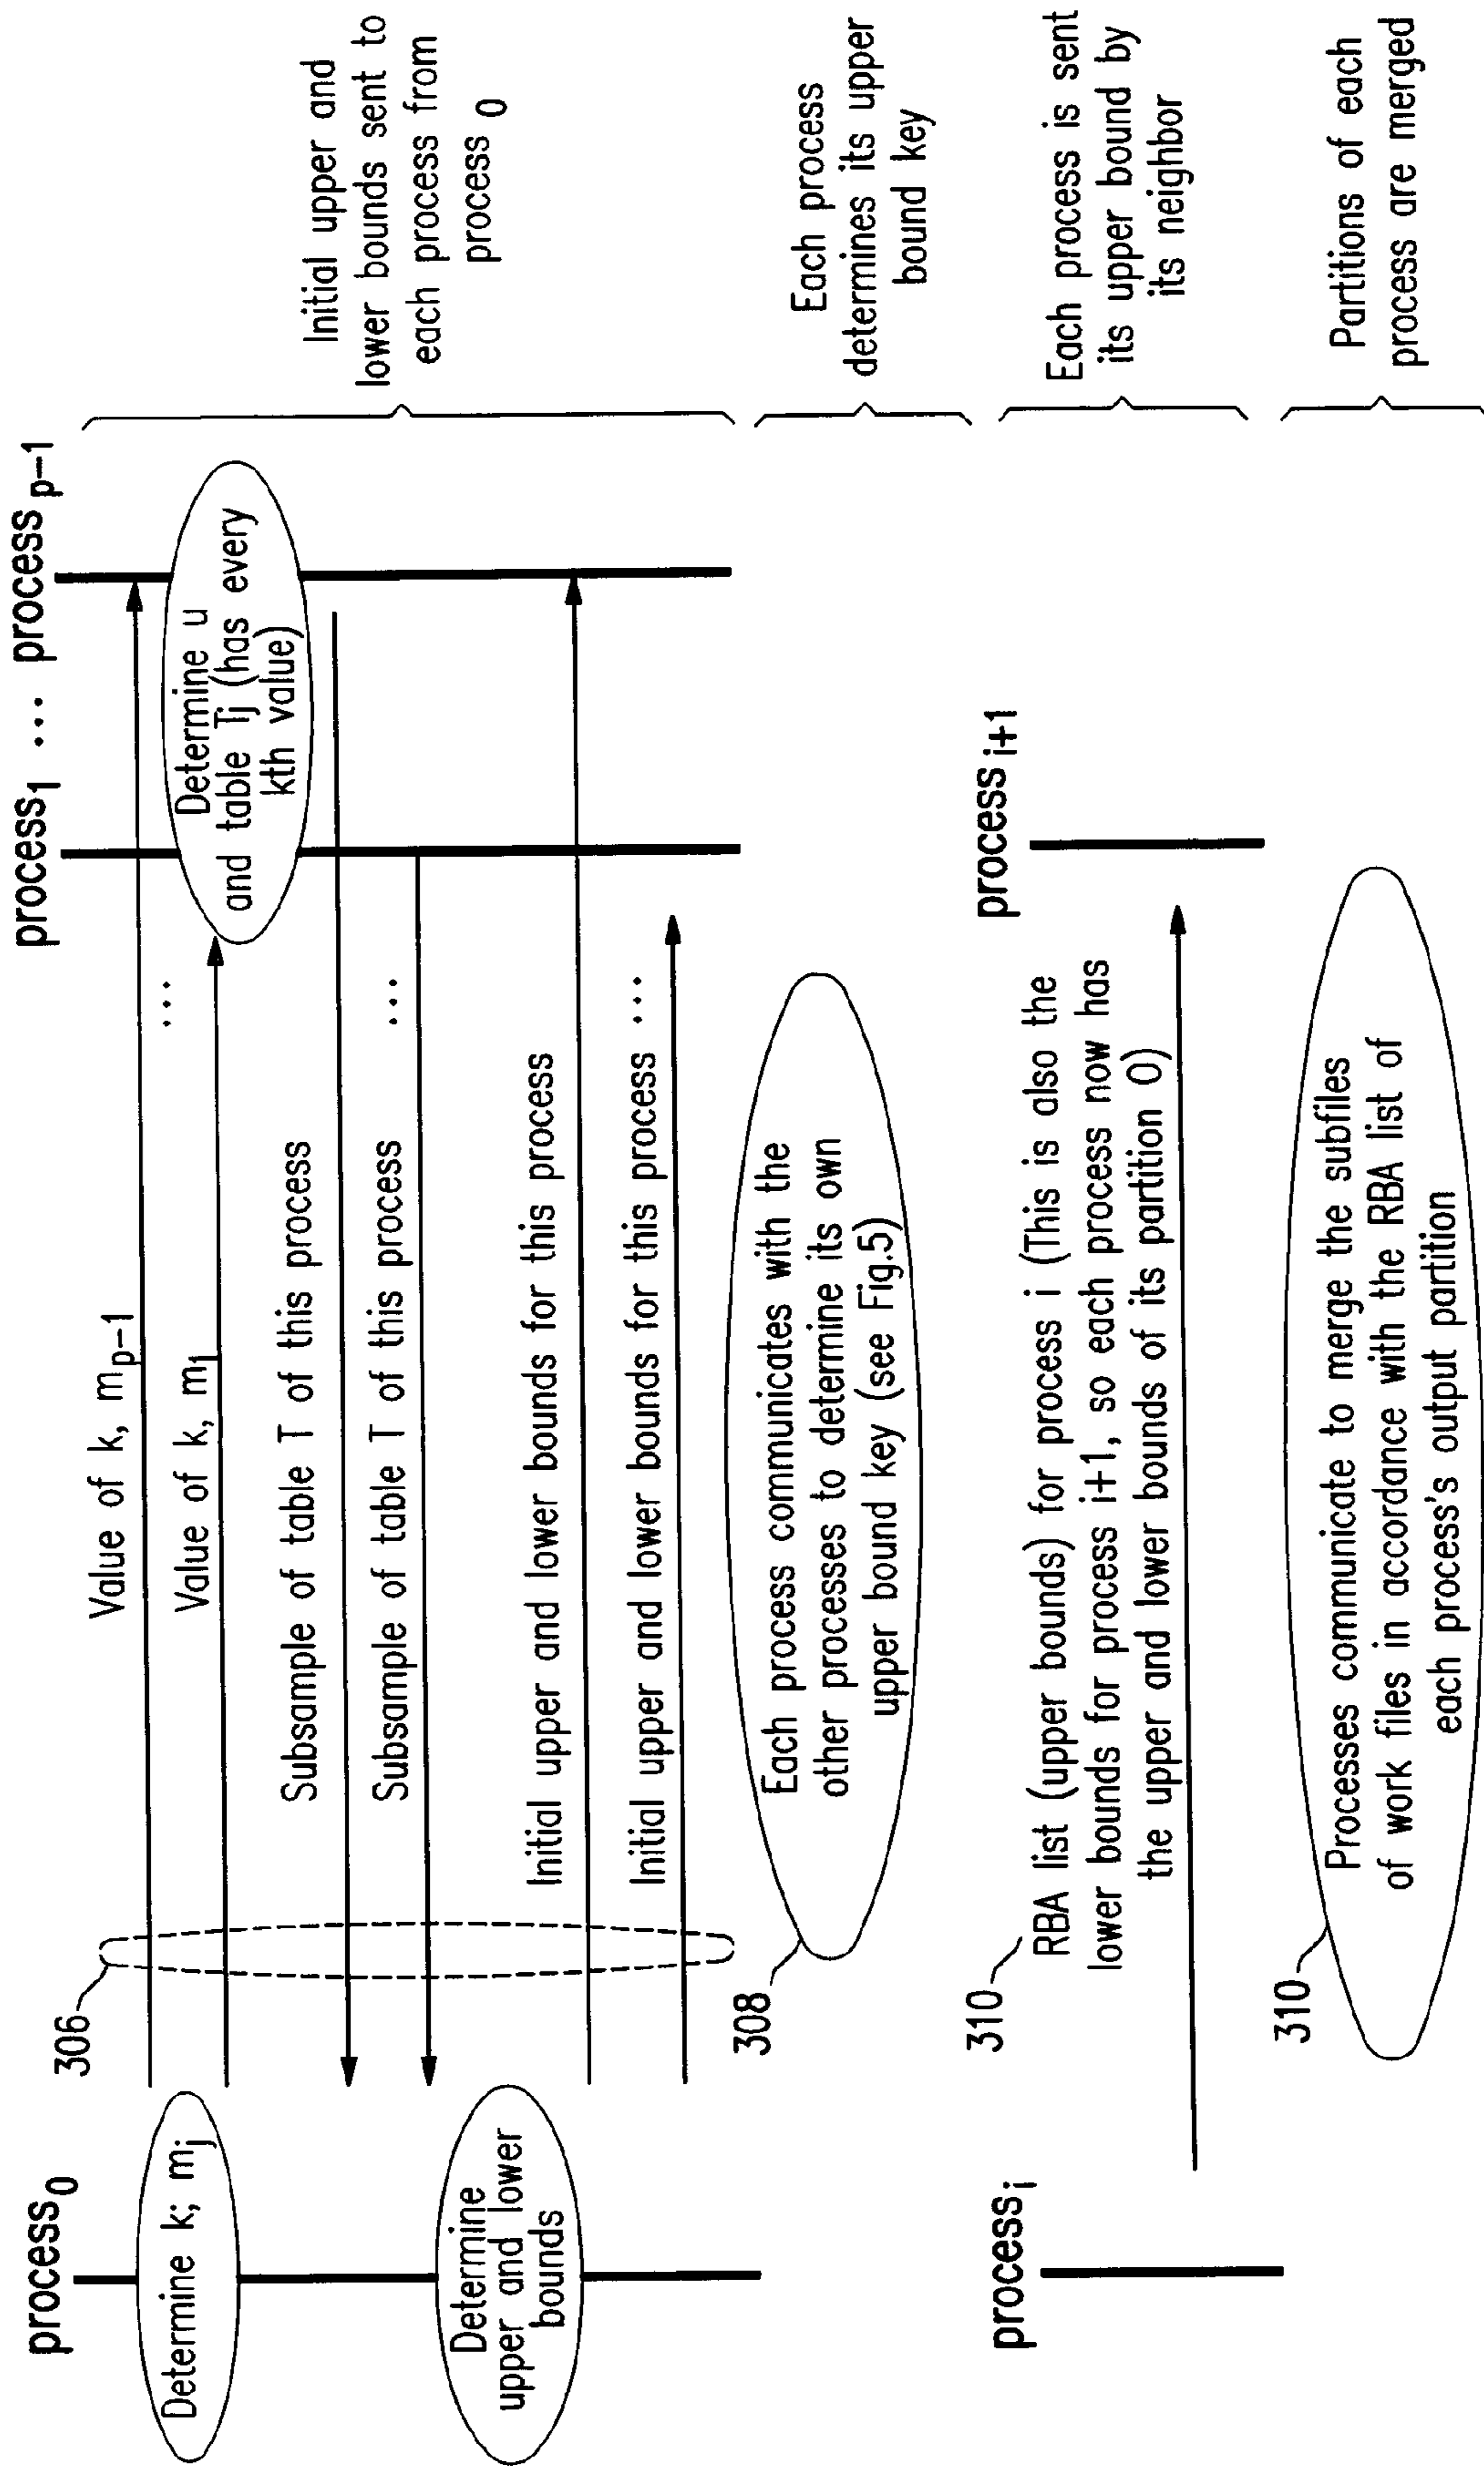 process0
process1 ... process p-1
306
Value of k, mp-1
...
Determine k; mj
Value of k, m1
Determine u
and table Tj (has every
kth value)
Subsample of table T of this process
Subsample of table T of this process ...
Determine
upper and lower
bounds
Initial upper and lower bounds for this process
Initial upper and lower bounds for this process ...
Initial upper and
lower bounds sent to
each process from
process 0
308
Each process communicates with the
other processes to determine its own
upper bound key (see Fig.5)
Each process
determines its upper
bound key
processi
processi+1
310
RBA list (upper bounds) for process i (This is also the
lower bounds for process i+1, so each process now has
the upper and lower bounds of its partition 0)
Each process is sent
its upper bound by
its neighbor
310
Processes communicate to merge the subfiles
of work files in accordance with the RBA list of
each process's output partition
Partitions of each
process are merged